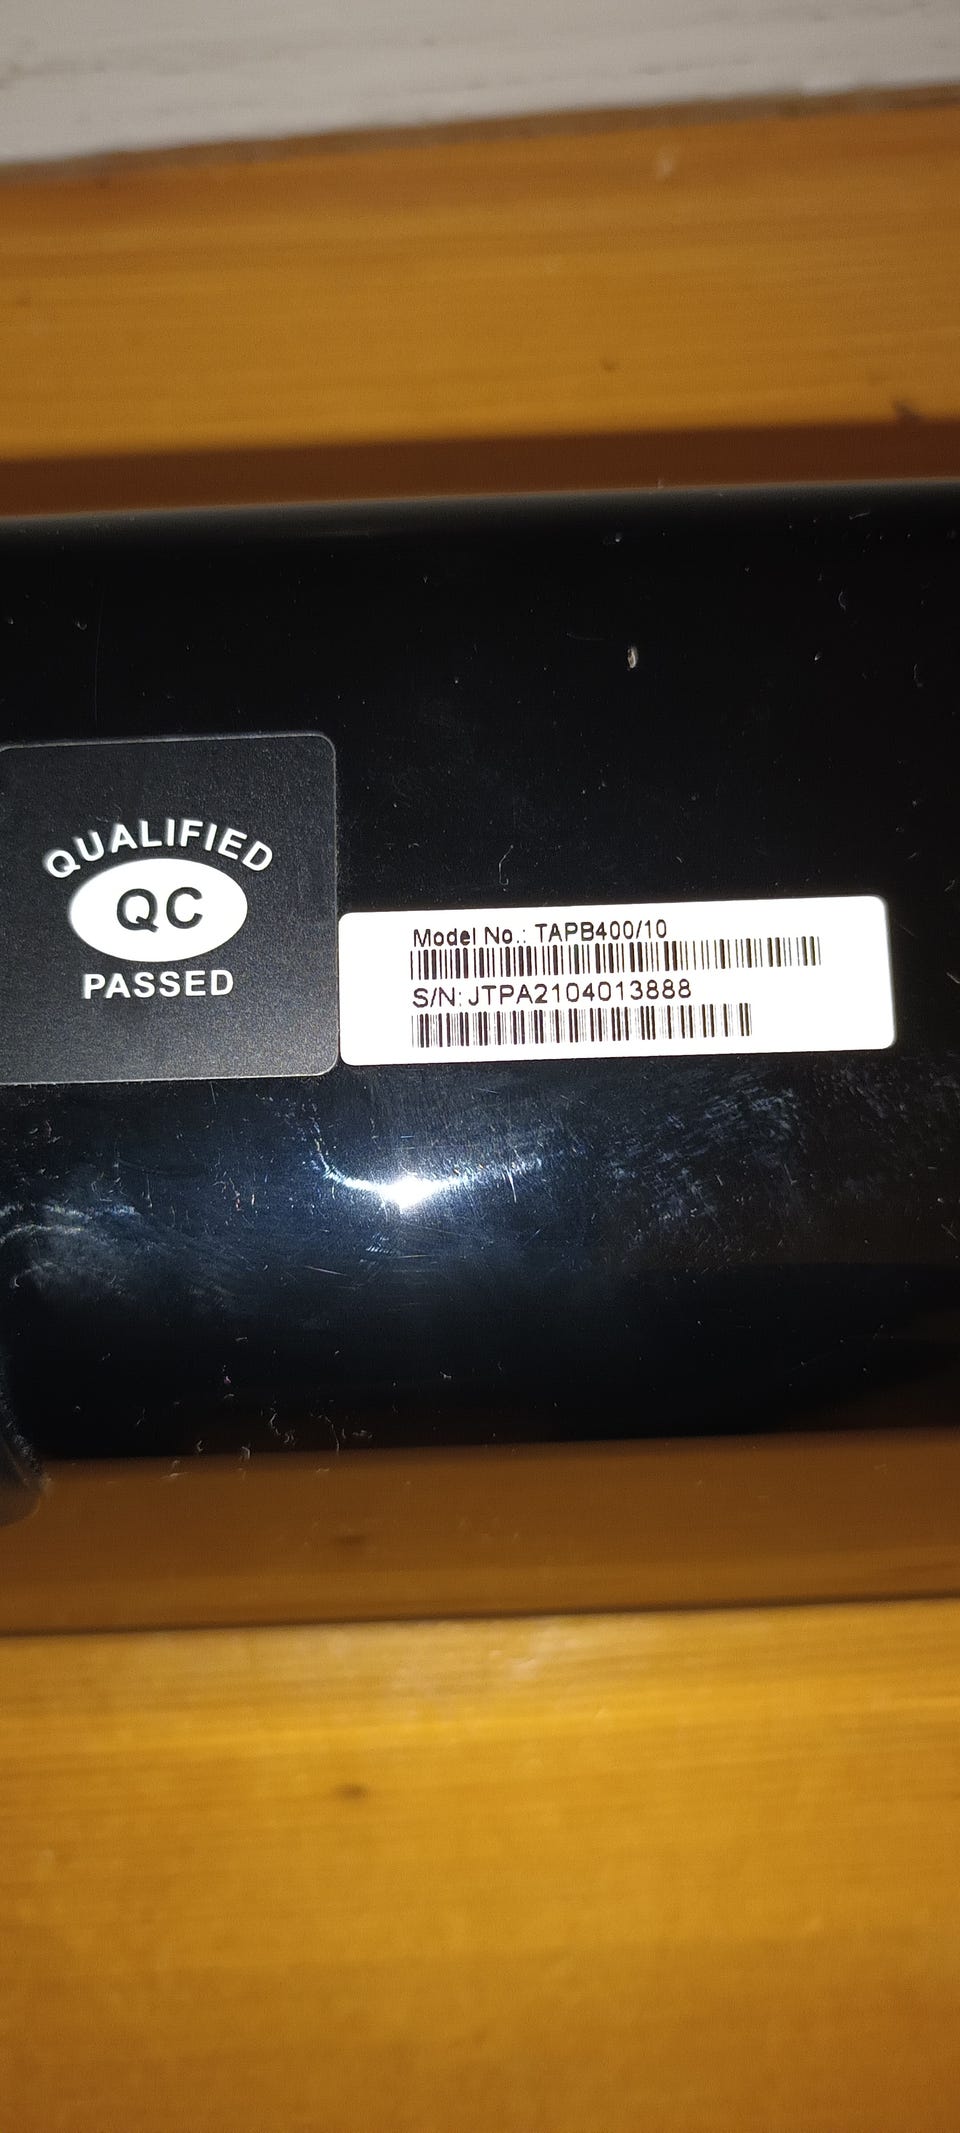 QUALIFIED
QC
PASSED
Model No.: TAPB400/10
S/N: JTPA2104013888